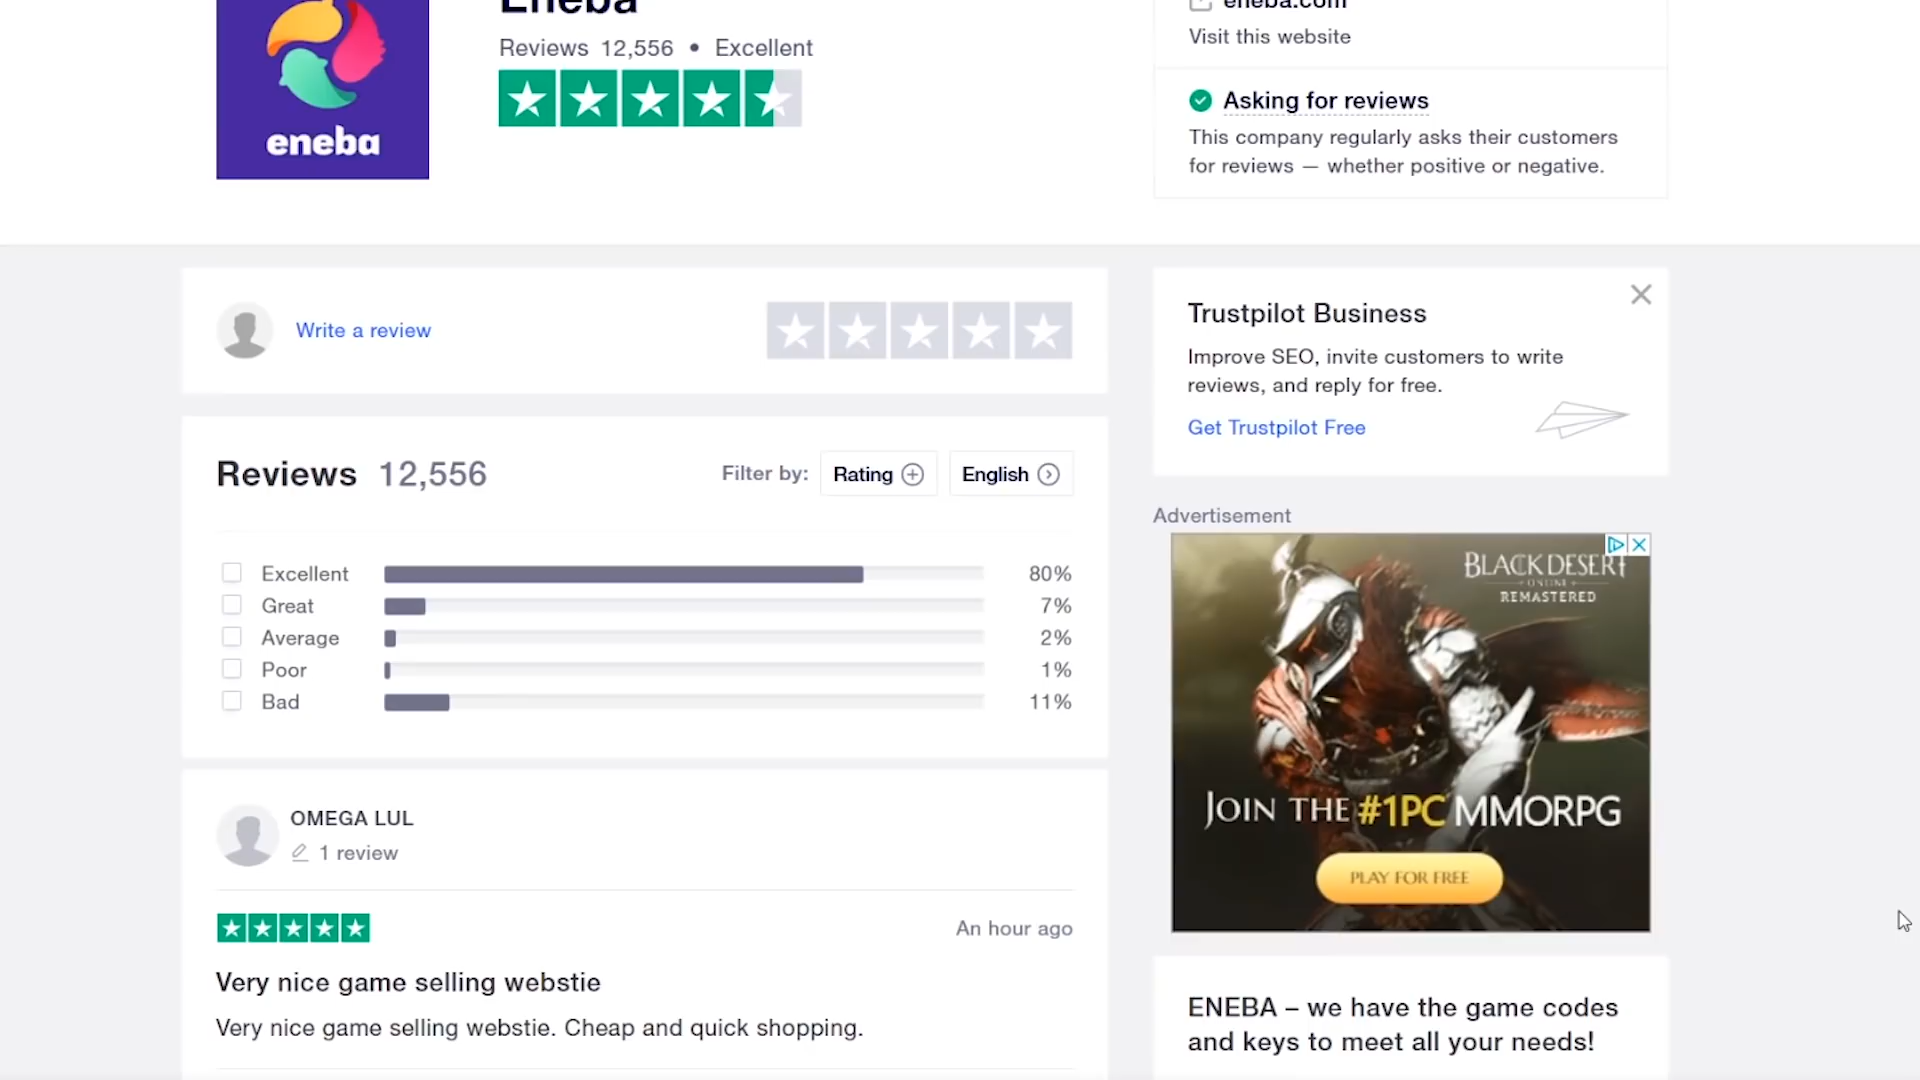 Eneba
eneba.com
Reviews 12,556 • Excellent
Visit this website
eneba
Asking for reviews
This company regularly asks their customers
for reviews — whether positive or negative.
Write a review
Trustpilot Business
Improve SEO, invite customers to write
reviews, and reply for free.
Get Trustpilot Free
Reviews 12,556
Filter by: Rating English
Excellent 80%
Great 7%
Average 2%
Poor 1%
Bad 11%
Advertisement
BLACK DESERT
ONLINE
REMASTERED
JOIN THE #1PC MMORPG
PLAY FOR FREE
OMEGA LUL
1 review
An hour ago
Very nice game selling webstie
Very nice game selling webstie. Cheap and quick shopping.
ENEBA – we have the game codes
and keys to meet all your needs!